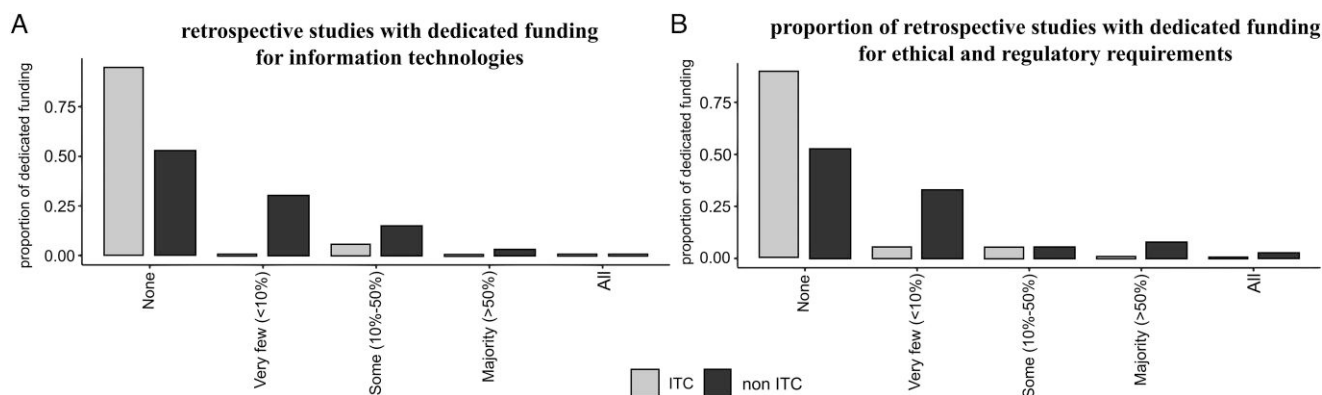 A
retrospective studies with dedicated funding
for information technologies
proportion of dedicated funding
0.75
0.50
0.25
0.00
None
Very few (<10%)
Some (10%-50%)
Majority (>50%)
All
B
proportion of retrospective studies with dedicated funding
for ethical and regulatory requirements
proportion of dedicated funding
0.75
0.50
0.25
0.00
None
Very few (<10%)
Some (10%-50%)
Majority (>50%)
All
ITC
non ITC